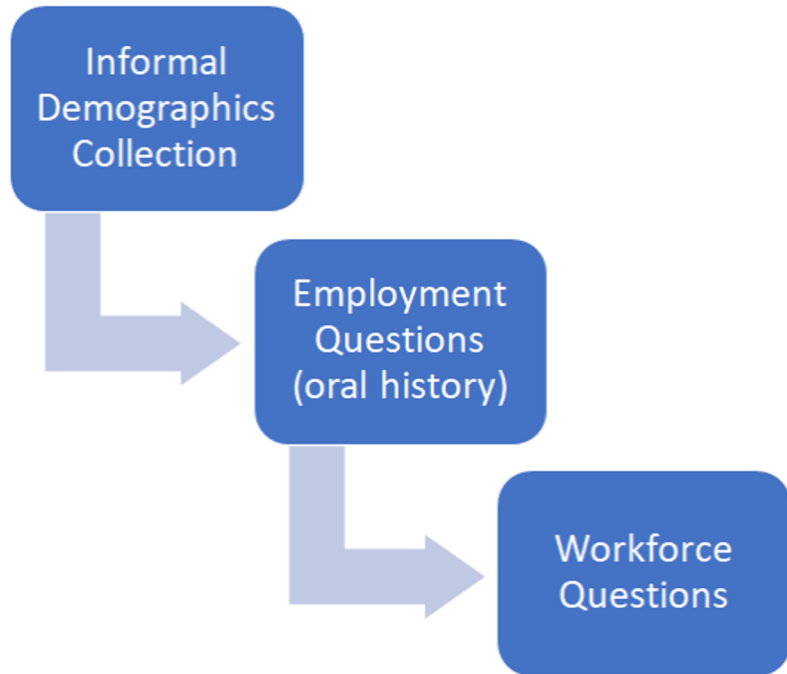 Informal
Demographics
Collection
Employment
Questions
(oral history)
Workforce
Questions